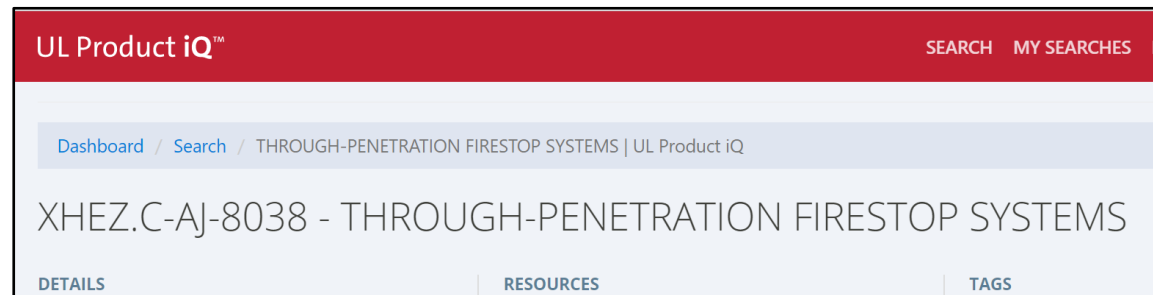 UL Product iQ™ SEARCH MY SEARCHES
Dashboard / Search / THROUGH-PENETRATION FIRESTOP SYSTEMS | UL Product iQ
XHEZ.C-AJ-8038 - THROUGH-PENETRATION FIRESTOP SYSTEMS
DETAILS RESOURCES TAGS